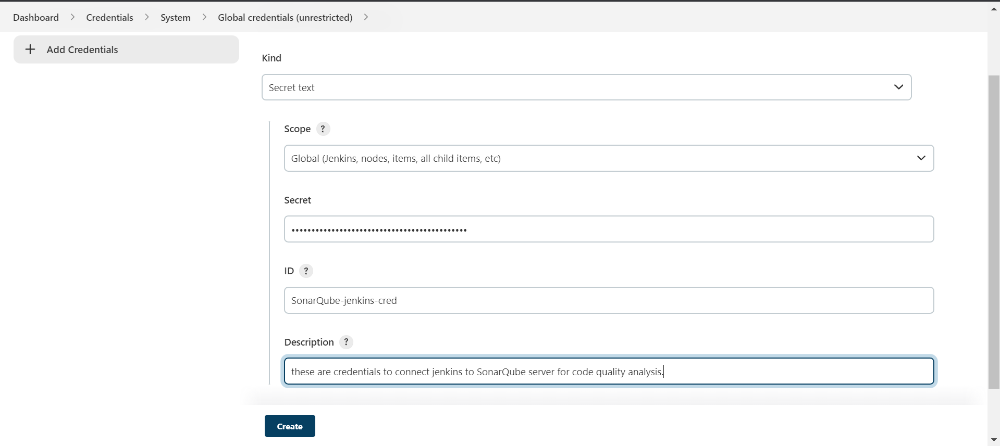 Dashboard > Credentials > System > Global credentials (unrestricted) >
+ Add Credentials
Kind
Secret text
Scope ?
Global (Jenkins, nodes, items, all child items, etc)
Secret
••••••••••••••••••••••••••••••••••••••••••••
ID ?
SonarQube-jenkins-cred
Description ?
these are credentials to connect jenkins to SonarQube server for code quality analysis.
Create